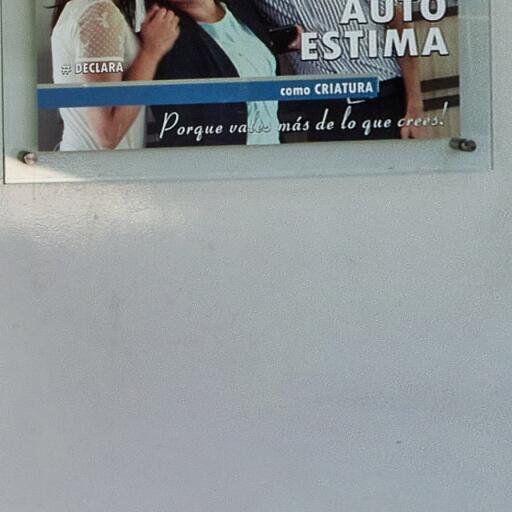 AUTO
ESTIMA
# DECLARA
como CRIATURA
Porque vales más de lo que crees!